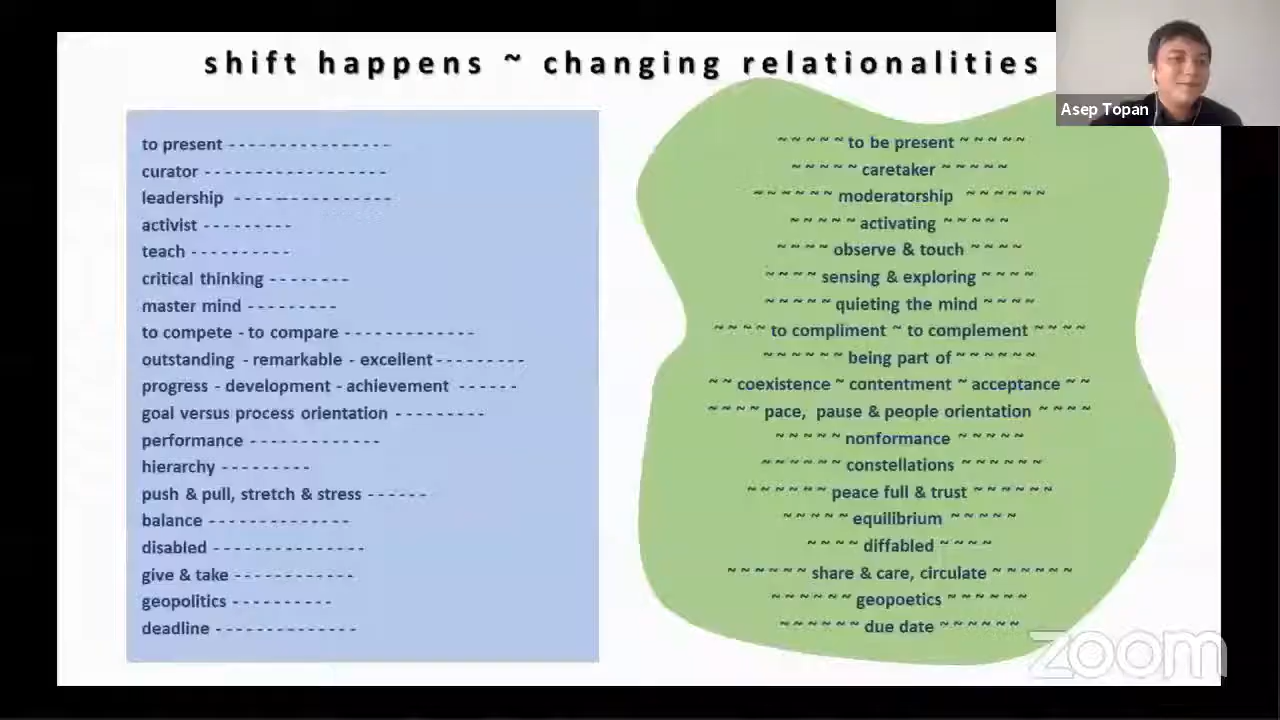 shift happens ~ changing relationalities
Asep Topan
to present - - - - - - - - - - - - - - - -
curator - - - - - - - - - - - - - - - - - -
leadership - - - - - - - - - - - - - - - -
activist - - - - - - - - -
teach - - - - - - - - - -
critical thinking - - - - - - - -
master mind - - - - - - - - -
to compete - to compare - - - - - - - - - - - - -
outstanding - remarkable - excellent - - - - - - - - -
progress - development - achievement - - - - - -
goal versus process orientation - - - - - - - - -
performance - - - - - - - - - - - - -
hierarchy - - - - - - - - -
push & pull, stretch & stress - - - - - -
balance - - - - - - - - - - - - - -
disabled - - - - - - - - - - - - - - -
give & take - - - - - - - - - - - -
geopolitics - - - - - - - - - -
deadline - - - - - - - - - - - - - -
~ ~ ~ ~ ~ to be present ~ ~ ~ ~ ~
~ ~ ~ ~ ~ caretaker ~ ~ ~ ~ ~
~ ~ ~ ~ ~ ~ moderatorship ~ ~ ~ ~ ~ ~
~ ~ ~ ~ ~ activating ~ ~ ~ ~ ~
~ ~ ~ ~ observe & touch ~ ~ ~ ~
~ ~ ~ ~ sensing & exploring ~ ~ ~ ~
~ ~ ~ ~ ~ quieting the mind ~ ~ ~ ~
~ ~ ~ ~ to compliment ~ to complement ~ ~ ~ ~
~ ~ ~ ~ ~ ~ being part of ~ ~ ~ ~ ~ ~
~ ~ coexistence ~ contentment ~ acceptance ~ ~
~ ~ ~ ~ pace, pause & people orientation ~ ~ ~ ~
~ ~ ~ ~ ~ nonformance ~ ~ ~ ~ ~
~ ~ ~ ~ ~ ~ constellations ~ ~ ~ ~ ~ ~
~ ~ ~ ~ ~ ~ peace full & trust ~ ~ ~ ~ ~ ~
~ ~ ~ ~ ~ equilibrium ~ ~ ~ ~ ~
~ ~ ~ ~ diffabled ~ ~ ~ ~
~ ~ ~ ~ ~ ~ share & care, circulate ~ ~ ~ ~ ~ ~
~ ~ ~ ~ ~ ~ geopoetics ~ ~ ~ ~ ~ ~
~ ~ ~ ~ ~ ~ due date ~ ~ ~ ~ ~ ~
zoom